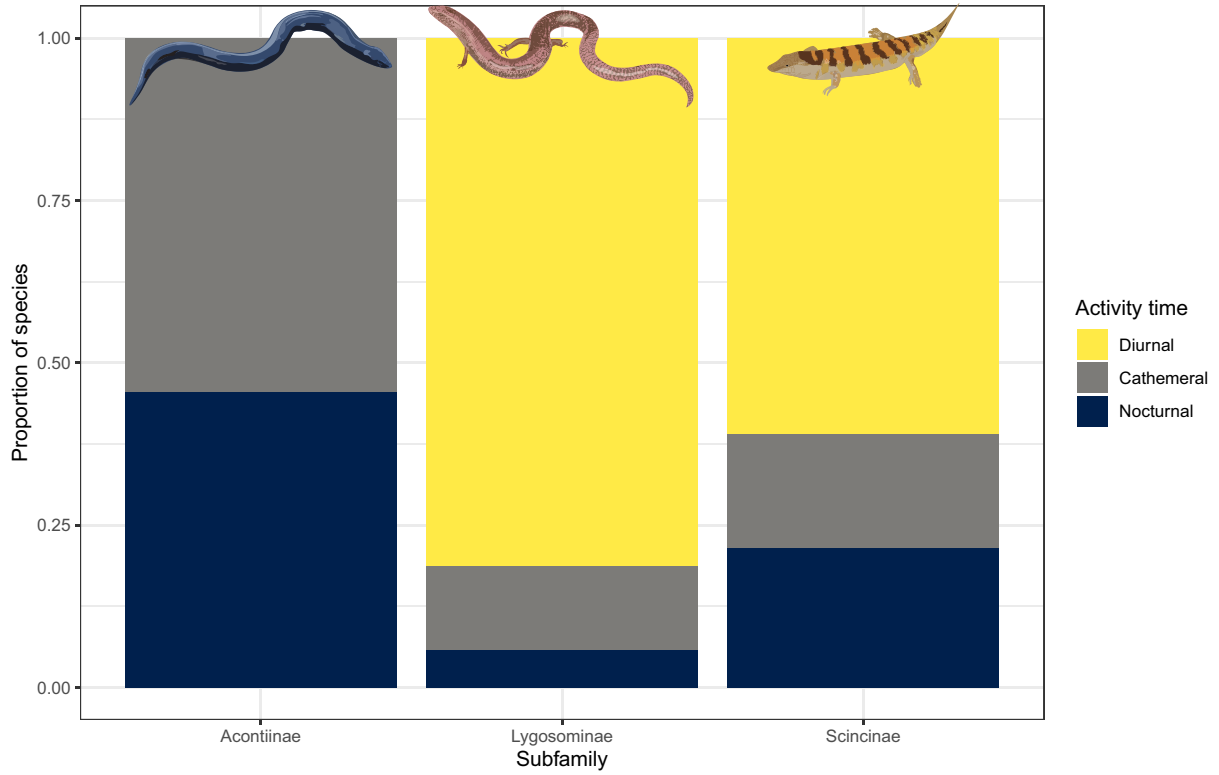 1.00
0.75
0.50
0.25
0.00
Proportion of species
Acontiinae Lygosominae Scincinae
Subfamily
Activity time
Diurnal
Cathemeral
Nocturnal